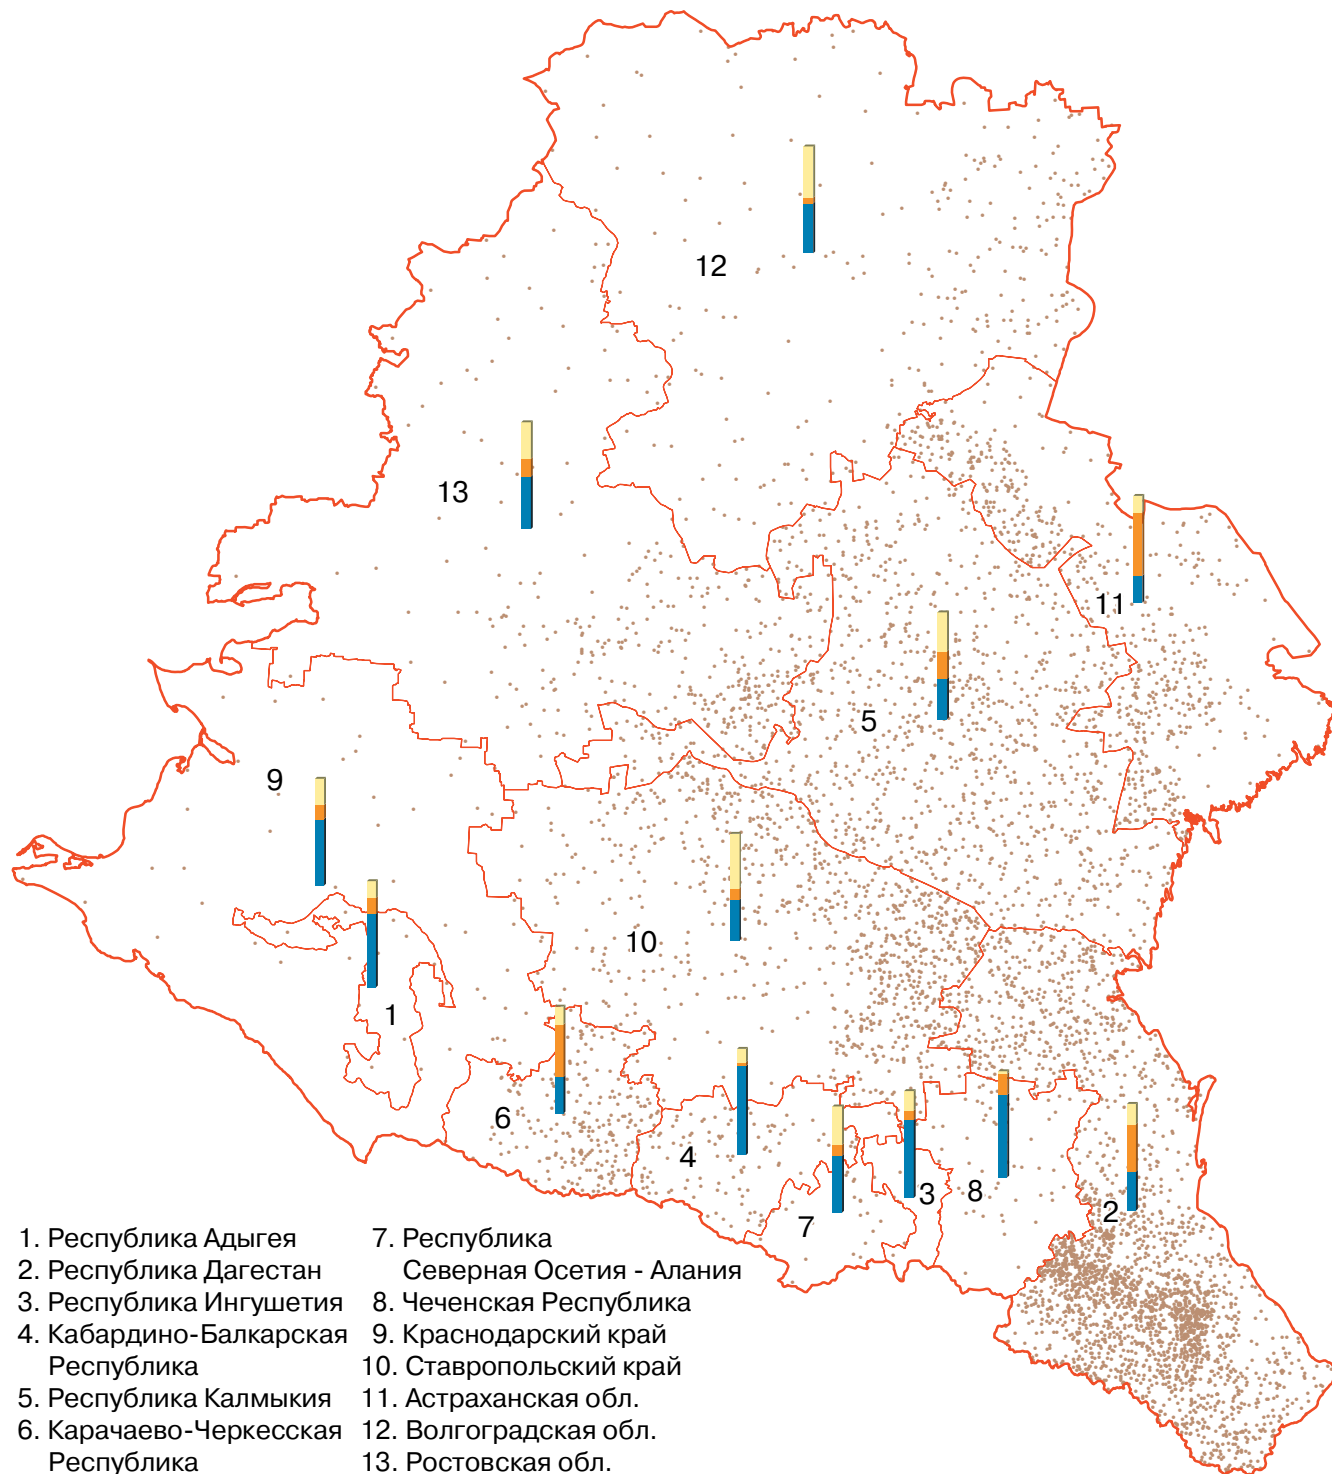 12
13
11
5
9
10
1
6
4
7
3
8
2
1. Республика Адыгея
2. Республика Дагестан
3. Республика Ингушетия
4. Кабардино-Балкарская
Республика
5. Республика Калмыкия
6. Карачаево-Черкесская
Республика
7. Республика
Северная Осетия - Алания
8. Чеченская Республика
9. Краснодарский край
10. Ставропольский край
11. Астраханская обл.
12. Волгоградская обл.
13. Ростовская обл.